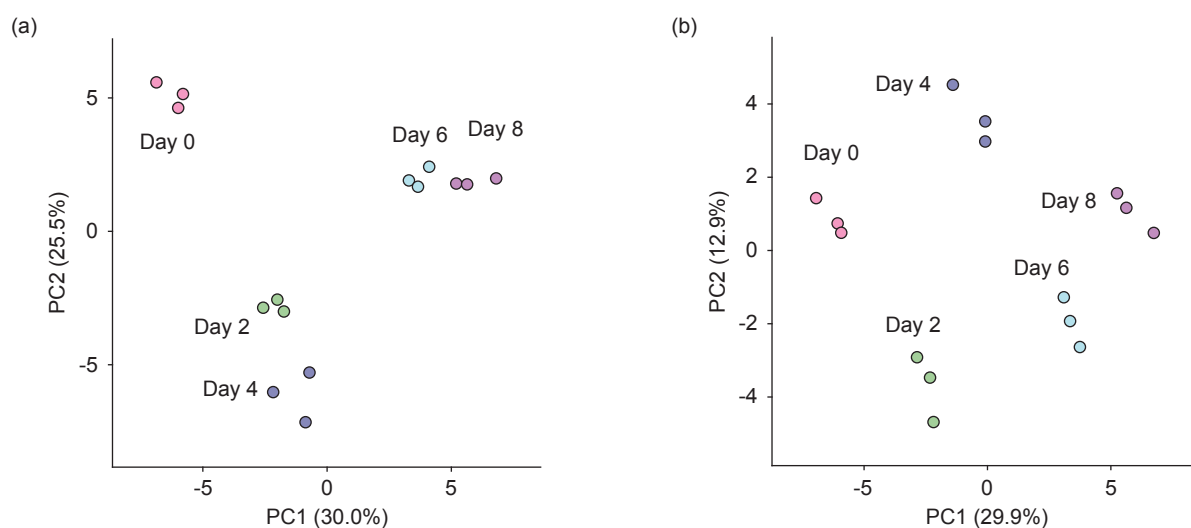 (a)
PC2 (25.5%)
5
0
-5
Day 0
Day 6
Day 8
Day 2
Day 4
-5
0
5
PC1 (30.0%)
(b)
PC2 (12.9%)
4
2
0
-2
-4
Day 4
Day 0
Day 8
Day 6
Day 2
-5
0
5
PC1 (29.9%)